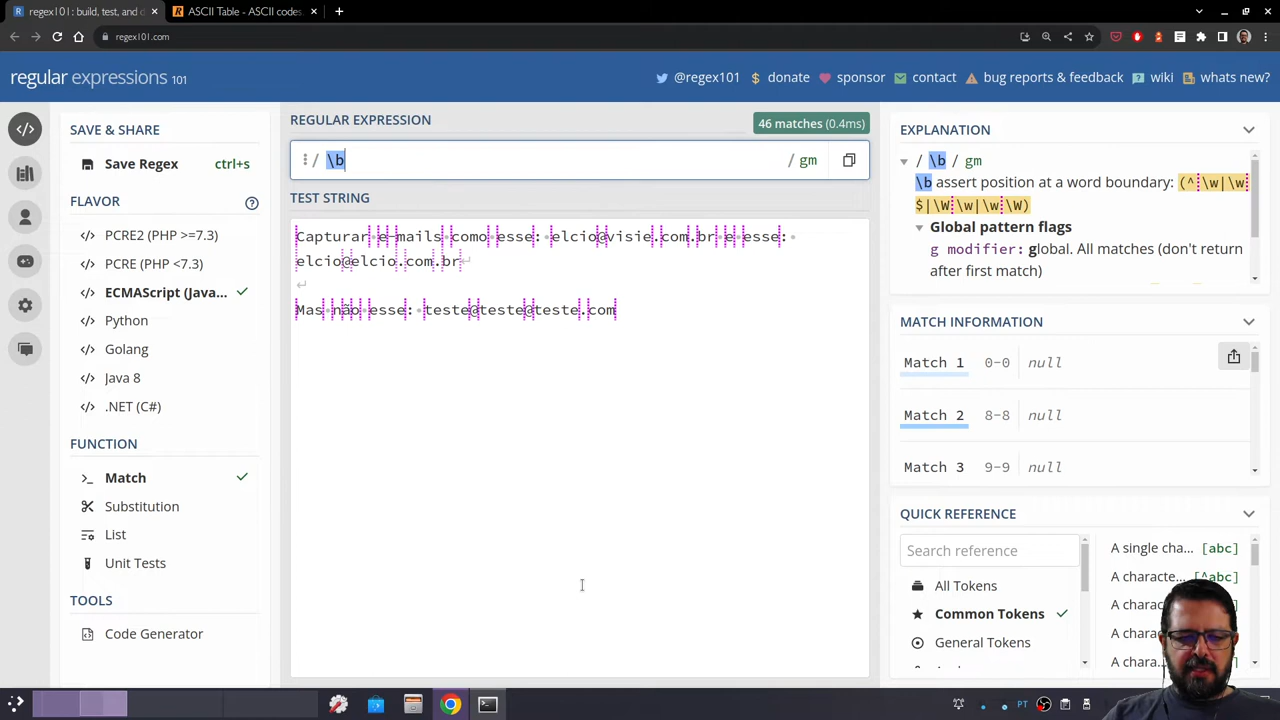 regex101: build, test, and d
ASCII Table - ASCII codes,
regex101.com
regular expressions 101
@regex101
donate
sponsor
contact
bug reports & feedback
wiki
whats new?
SAVE & SHARE
Save Regex ctrl+s
FLAVOR
PCRE2 (PHP >=7.3)
PCRE (PHP <7.3)
ECMAScript (Java...
Python
Golang
Java 8
.NET (C#)
FUNCTION
Match
Substitution
List
Unit Tests
TOOLS
Code Generator
REGULAR EXPRESSION
46 matches (0.4ms)
/ \b / gm
TEST STRING
Capturar e-mails como esse: elcio@visie.com.br e esse:
elcio@elcio.com.br
Mas não esse: teste@teste@teste.com
EXPLANATION
/ \b / gm
\b assert position at a word boundary: (^\w|\w
$|\W\w|\w\W)
Global pattern flags
g modifier: global. All matches (don't return
after first match)
MATCH INFORMATION
Match 1 0-0 null
Match 2 8-8 null
Match 3 9-9 null
QUICK REFERENCE
Search reference
All Tokens
Common Tokens
General Tokens
A single cha... [abc]
A characte... [^abc]
A charac
A chara
A chara.
PT